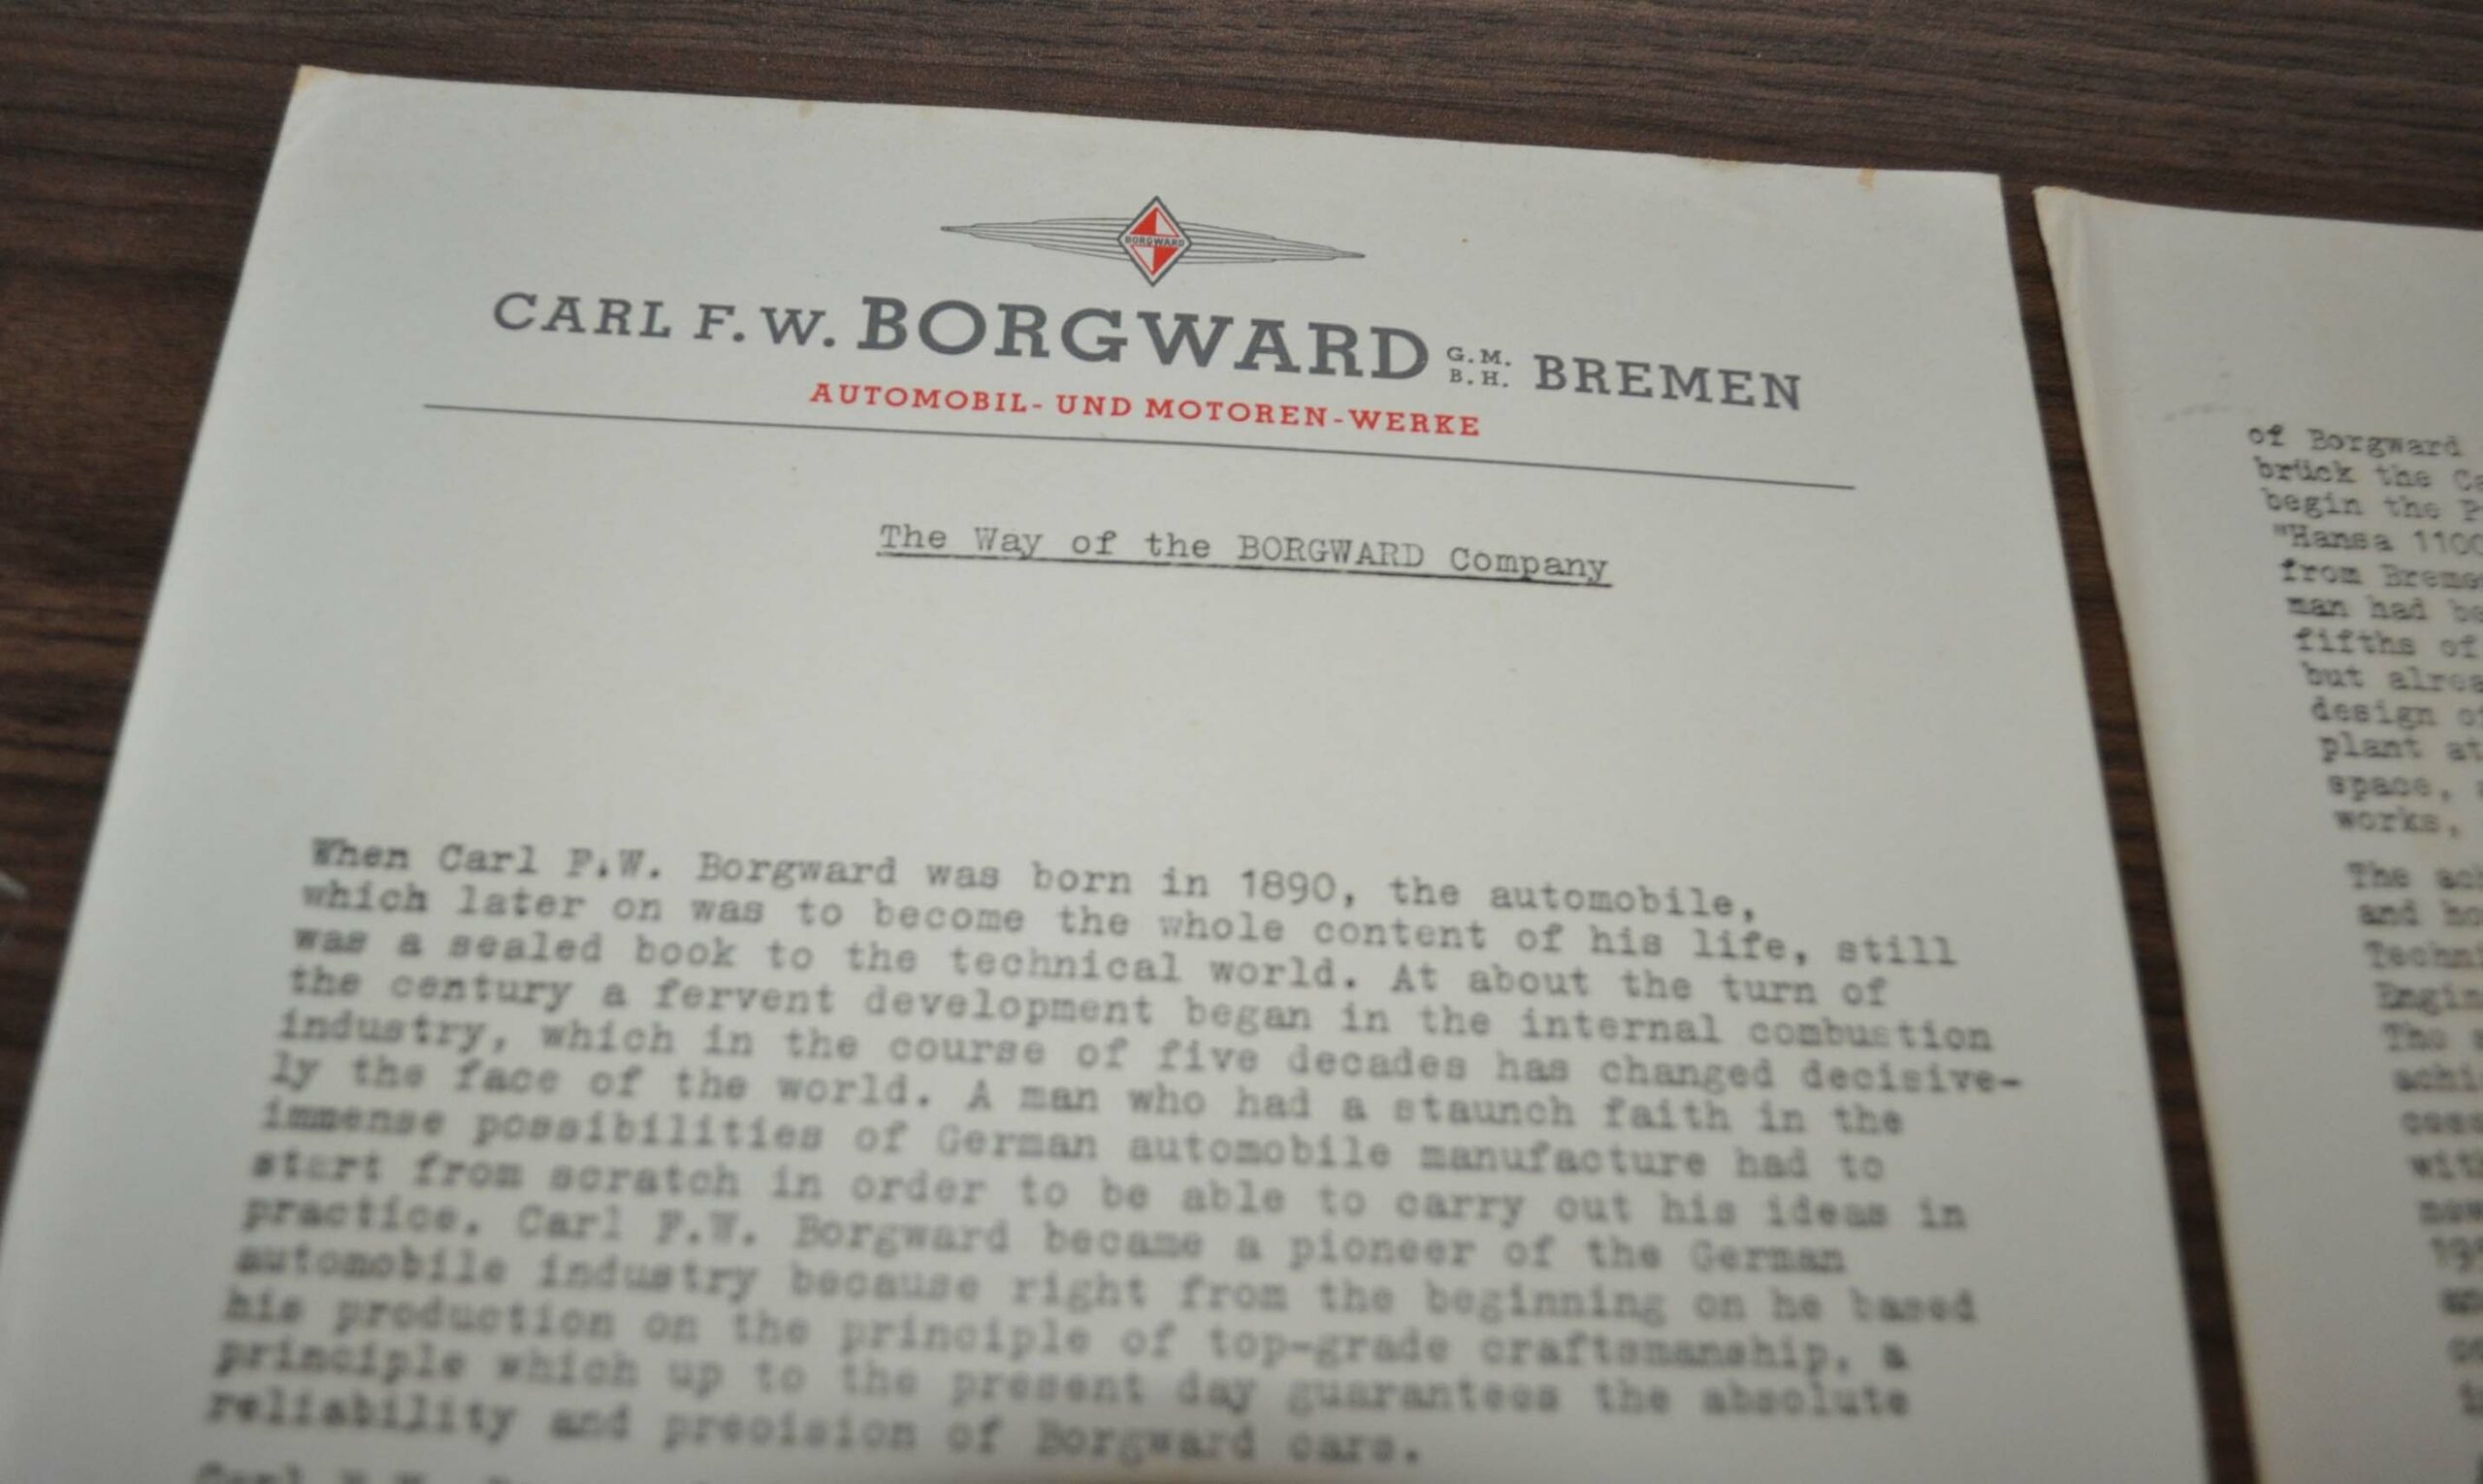 BORGWARD
CARL F. W. BORGWARD G.M.B.H. BREMEN
AUTOMOBIL- UND MOTOREN-WERKE
The Way of the BORGWARD Company
When Carl F.W. Borgward was born in 1890, the automobile,
which later on was to become the whole content of his life, still
was a sealed book to the technical world. At about the turn of
the century a fervent development began in the internal combustion
industry, which in the course of five decades has changed decisive-
ly the face of the world. A man who had a staunch faith in the
immense possibilities of German automobile manufacture had to
start from scratch in order to be able to carry out his ideas in
practice. Carl F.W. Borgward became a pioneer of the German
automobile industry because right from the beginning on he based
his production on the principle of top-grade craftsmanship, a
principle which up to the present day guarantees the absolute
reliability and precision of Borgward cars.
of Borgward
brück the
begin the
"Hansa 1100
from
man had
fifths of
but
design
plant
space,
works,
The
and